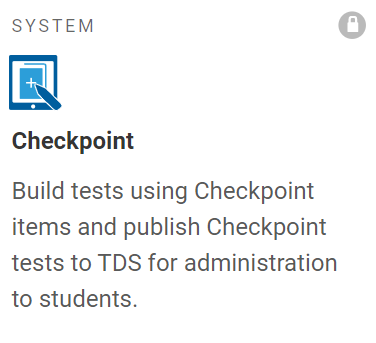 SYSTEM
Checkpoint
Build tests using Checkpoint
items and publish Checkpoint
tests to TDS for administration
to students.